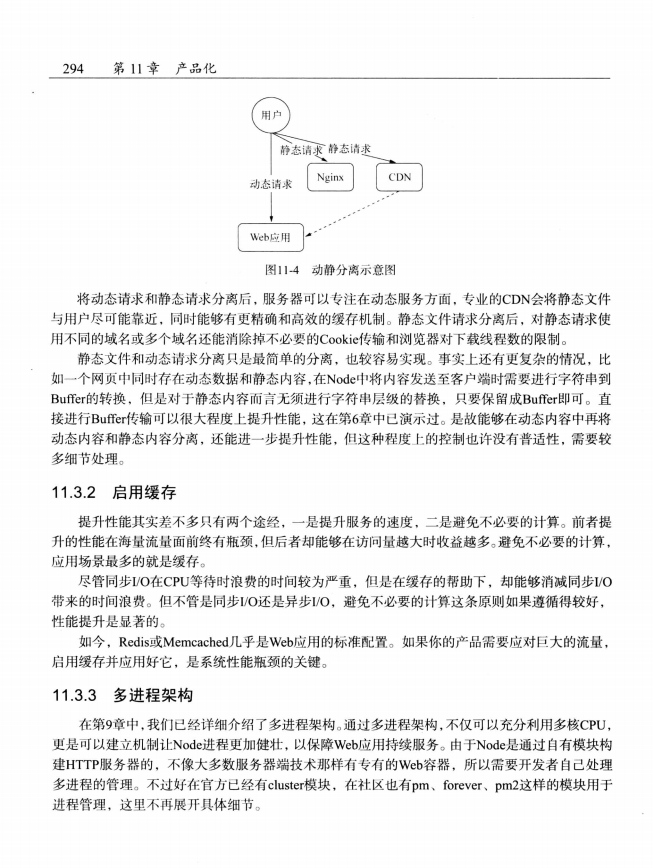 294 第 11 章 产品化
用户
静态请求 静态请求
Nginx
CDN
动态请求
Web应用
图11-4 动静分离示意图
将动态请求和静态请求分离后，服务器可以专注在动态服务方面，专业的CDN会将静态文件
与用户尽可能靠近，同时能够有更精确和高效的缓存机制。静态文件请求分离后，对静态请求使
用不同的域名或多个域名还能消除掉不必要的Cookie传输和浏览器对下载线程数的限制。
静态文件和动态请求分离只是最简单的分离，也较容易实现。事实上还有更复杂的情况，比
如一个网页中同时存在动态数据和静态内容,在Node中将内容发送至客户端时需要进行字符串到
Buffer的转换，但是对于静态内容而言无须进行字符串层级的替换，只要保留成Buffer即可。直
接进行Buffer传输可以很大程度上提升性能，这在第6章中已演示过。是故能够在动态内容中再将
动态内容和静态内容分离，还能进一步提升性能，但这种程度上的控制也许没有普适性，需要较
多细节处理。
11.3.2 启用缓存
提升性能其实差不多只有两个途经，一是提升服务的速度，二是避免不必要的计算。前者提
升的性能在海量流量面前终有瓶颈,但后者却能够在访问量越大时收益越多。避免不必要的计算，
应用场景最多的就是缓存。
尽管同步I/O在CPU等待时浪费的时间较为严重，但是在缓存的帮助下，却能够消减同步I/O
带来的时间浪费。但不管是同步I/O还是异步I/O，避免不必要的计算这条原则如果遵循得较好，
性能提升是显著的。
如今，Redis或Memcached几乎是Web应用的标准配置。如果你的产品需要应对巨大的流量，
启用缓存并应用好它，是系统性能瓶颈的关键。
11.3.3 多进程架构
在第9章中,我们已经详细介绍了多进程架构。通过多进程架构,不仅可以充分利用多核CPU，
更是可以建立机制让Node进程更加健壮，以保障Web应用持续服务。由于Node是通过自有模块构
建HTTP服务器的，不像大多数服务器端技术那样有专有的Web容器，所以需要开发者自己处理
多进程的管理。不过好在官方已经有cluster模块，在社区也有pm、forever、pm2这样的模块用于
进程管理，这里不再展开具体细节。